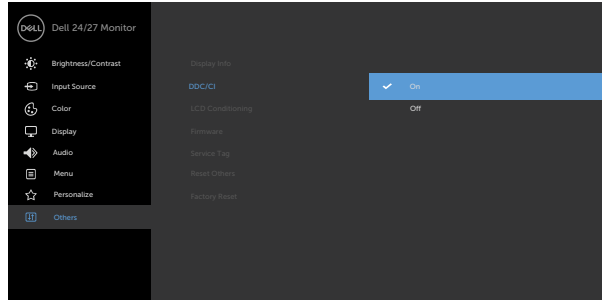 DELL Dell 24/27 Monitor
Brightness/Contrast
Input Source
Color
Display
Audio
Menu
Personalize
Others
Display Info
DDC/CI
LCD Conditioning
Firmware
Service Tag
Reset Others
Factory Reset
On
Off